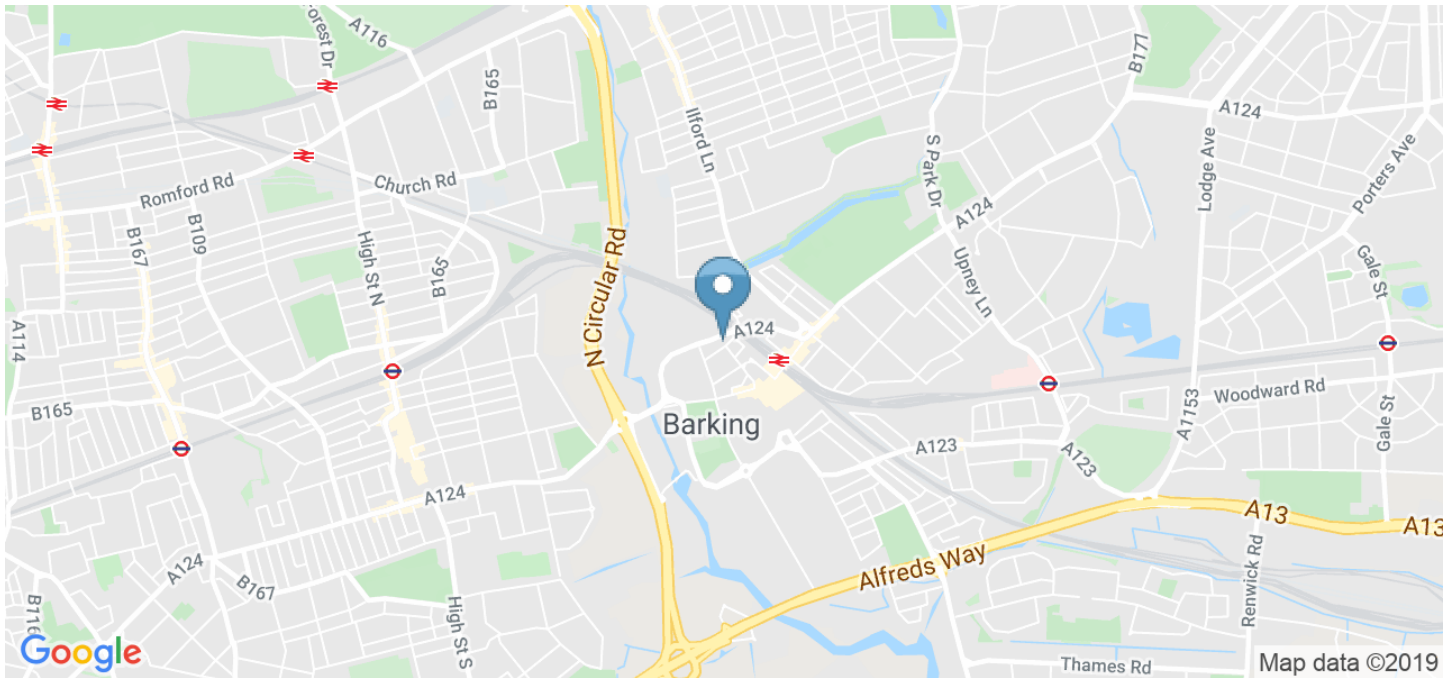 A116
Forest Dr
B165
B171
A124
Ilford Ln
S Park Dr
Lodge Ave
Porters Ave
Romford Rd
Church Rd
B109
B167
High St N
B165
N Circular Rd
A124
Upney Ln
Gale St
A114
A124
B165
Barking
A123
A123
A1153
Woodward Rd
Gale St
A124
A13
A13
Alfreds Way
A124
B167
B116
High St S
Renwick Rd
Thames Rd
Google
Map data ©2019